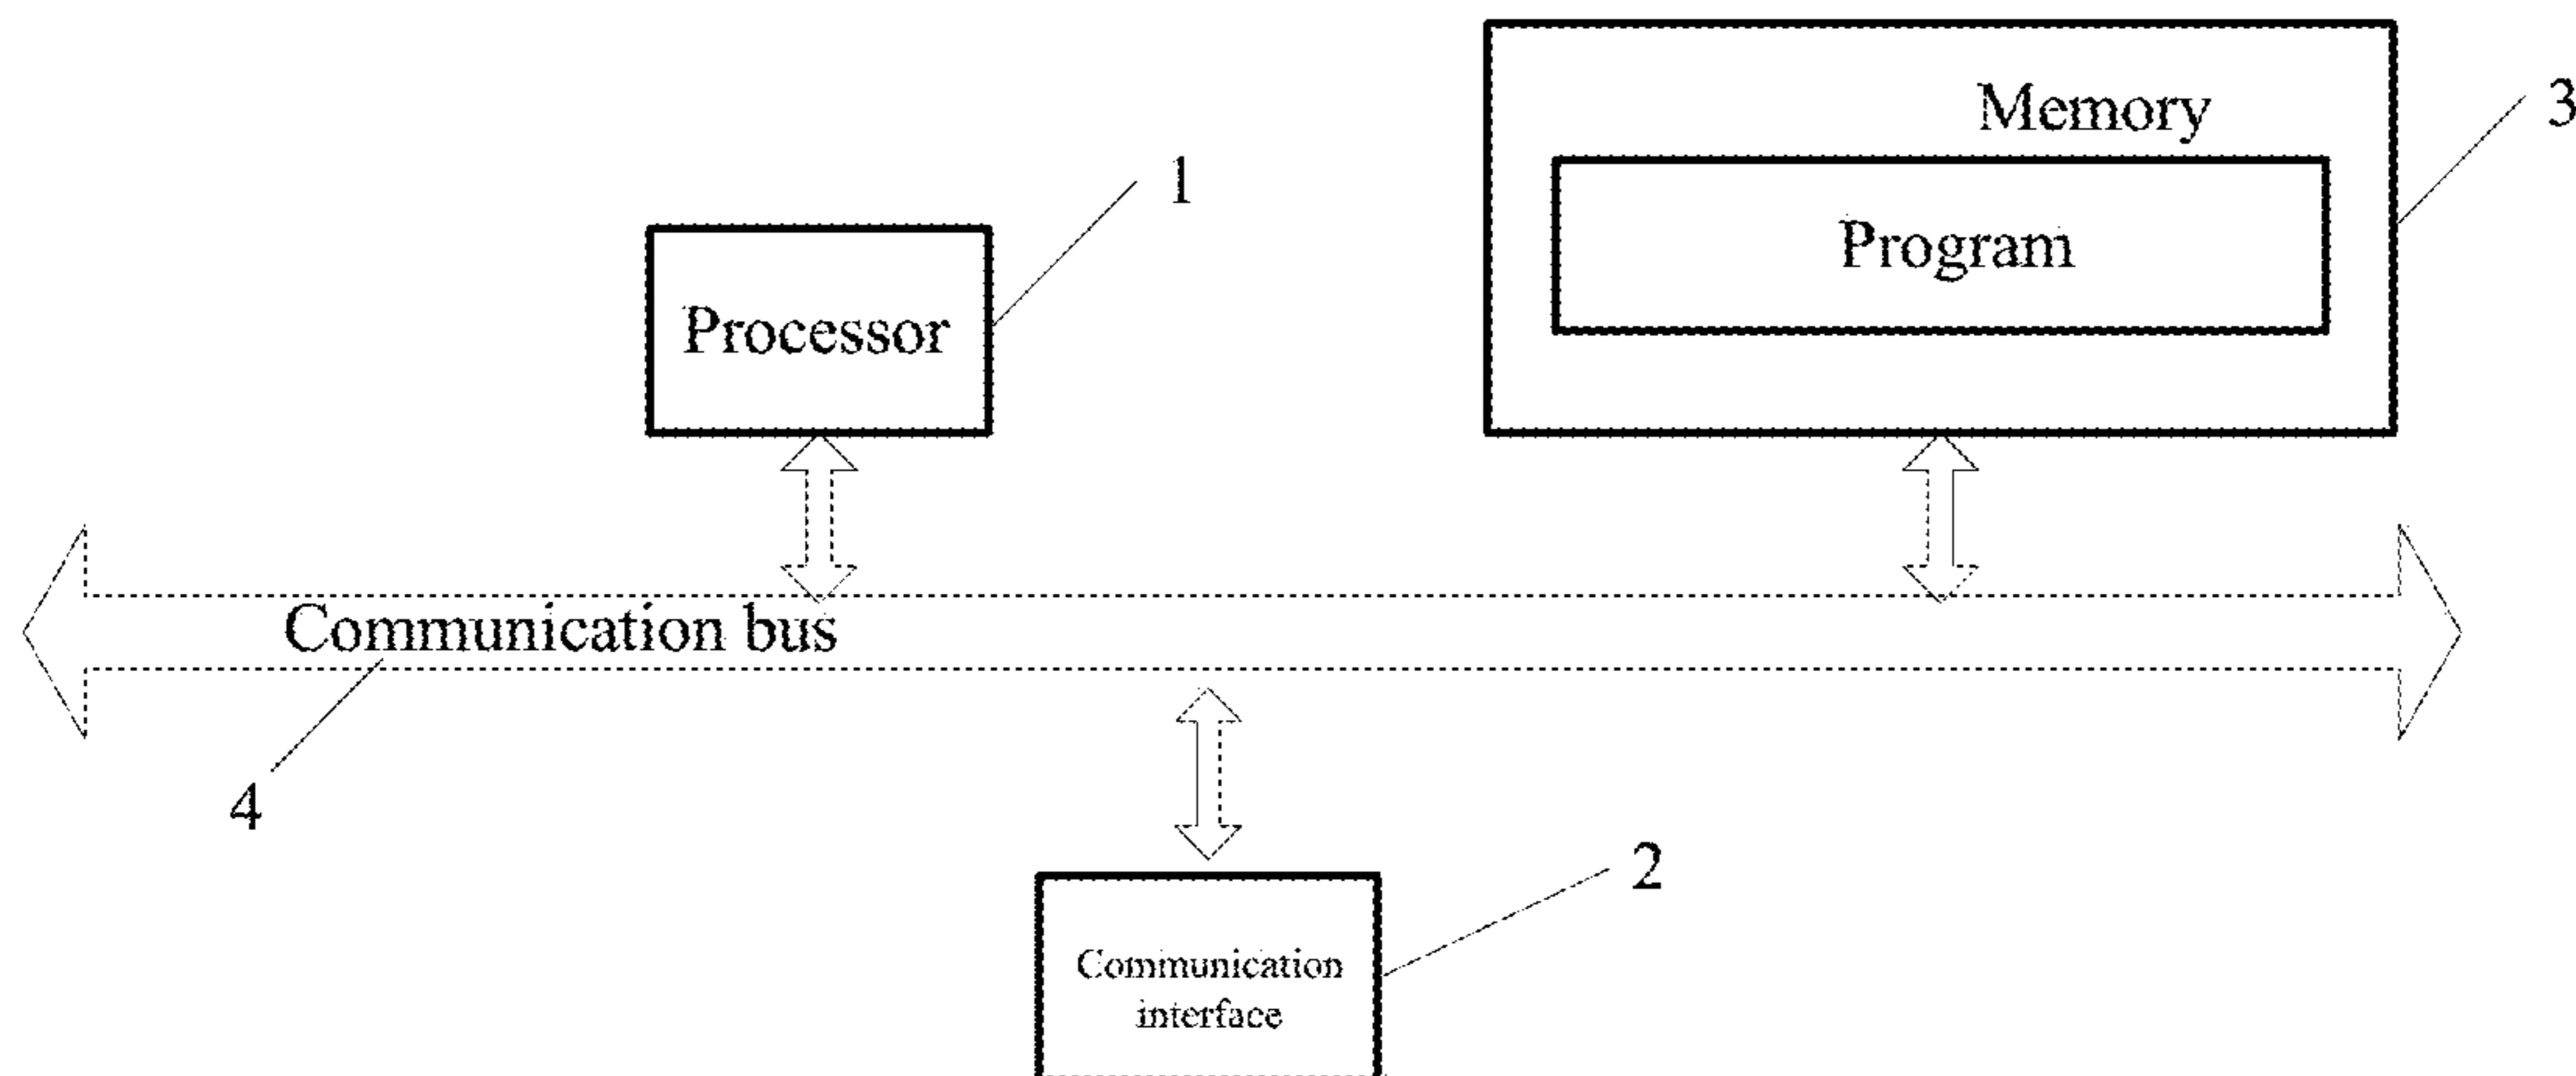 Memory
3
1
Program
Processor
Communication bus
4
2
Communication
interface